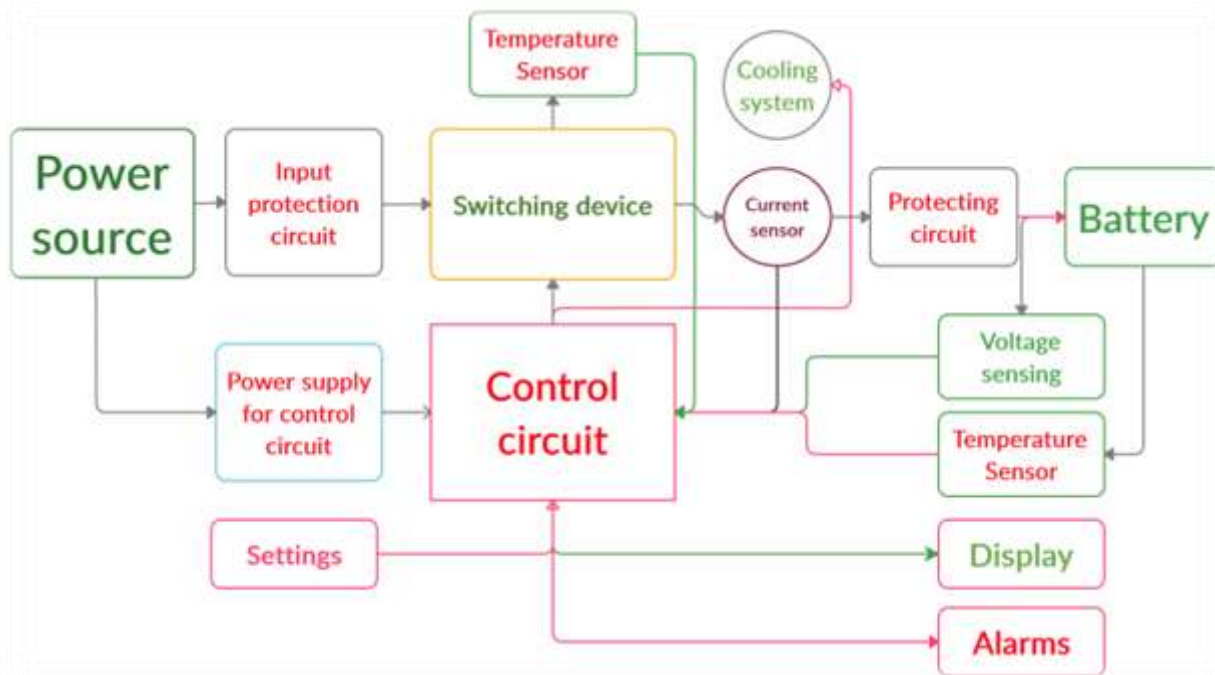 Temperature
Sensor
Cooling
system
Power
source
Input
protection
circuit
Switching device
Current
sensor
Protecting
circuit
Battery
Voltage
sensing
Power supply
for control
circuit
Control
circuit
Temperature
Sensor
Settings
Display
Alarms